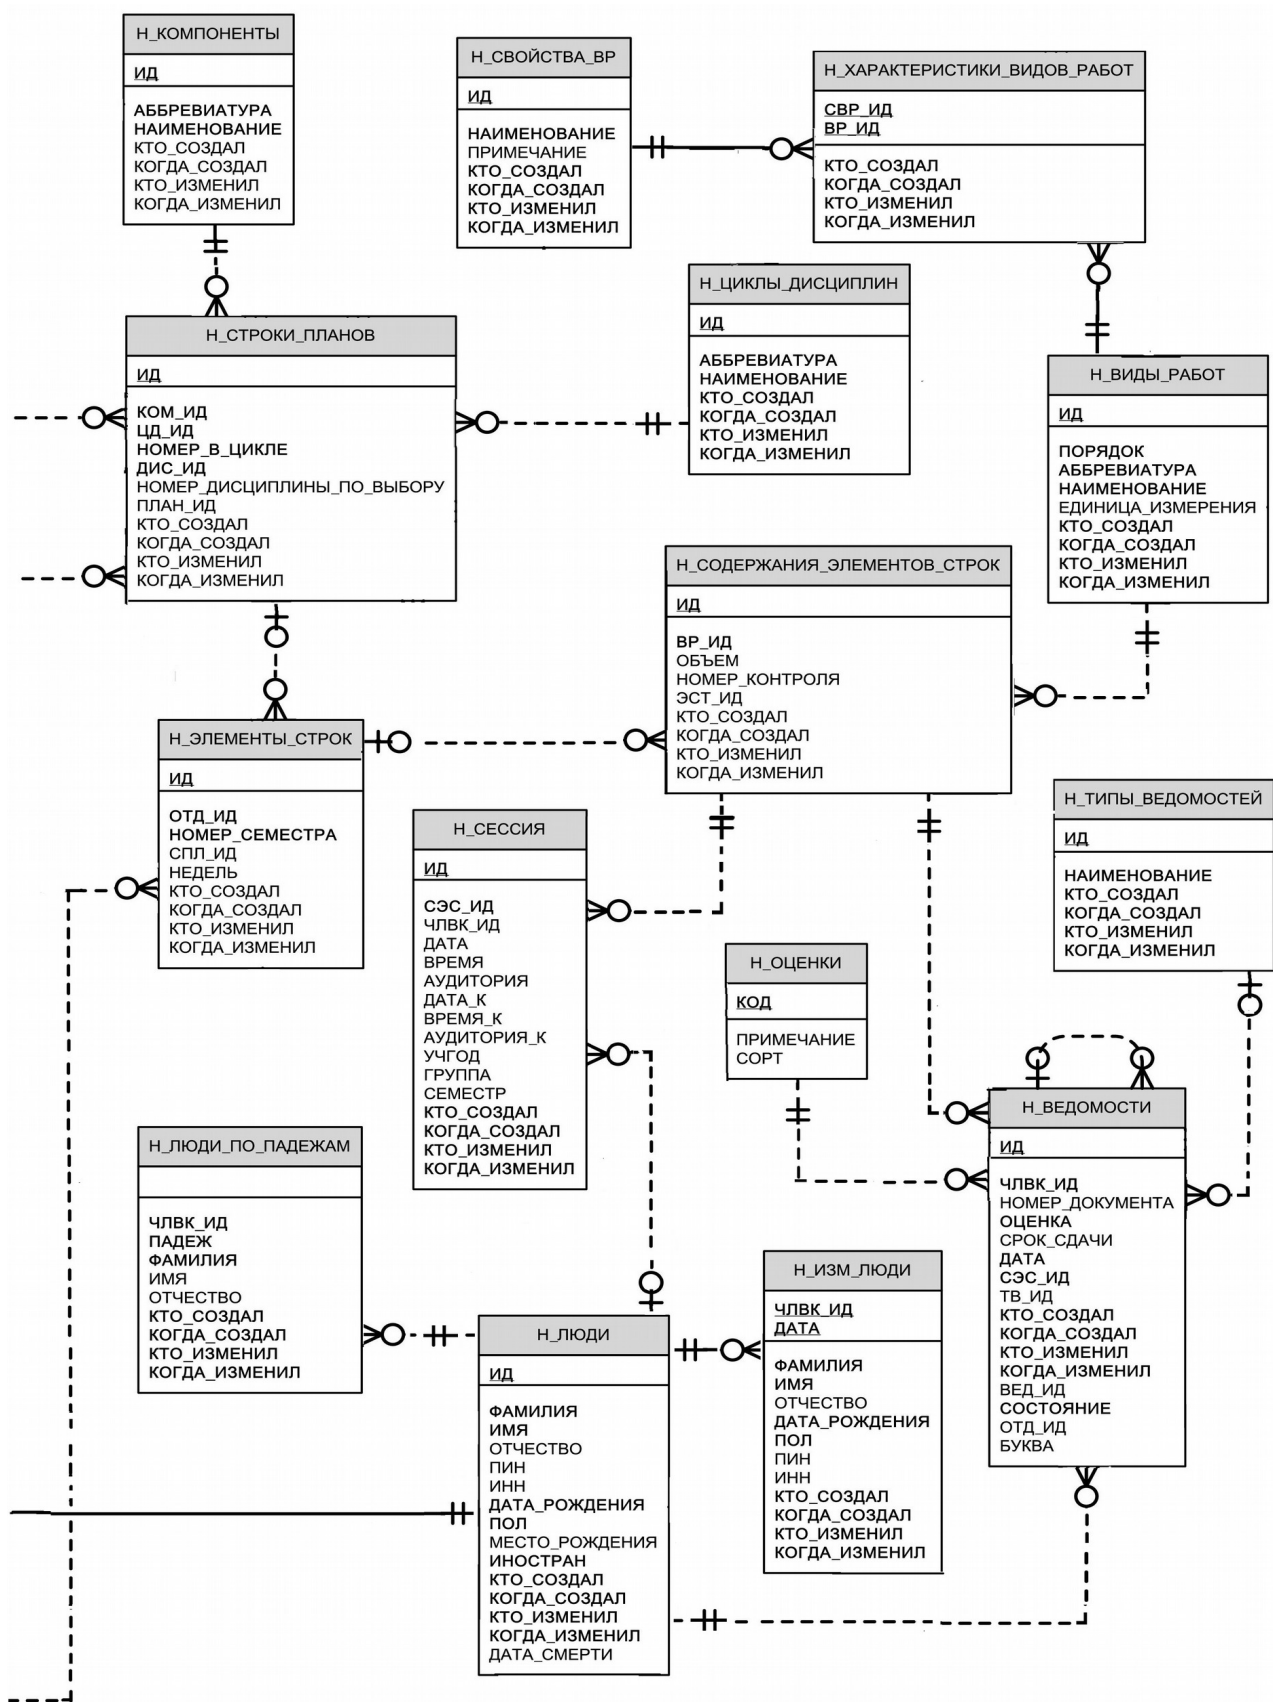 Н_КОМПОНЕНТЫ
ИД
АББРЕВИАТУРА
НАИМЕНОВАНИЕ
КТО_СОЗДАЛ
КОГДА_СОЗДАЛ
КТО_ИЗМЕНИЛ
КОГДА_ИЗМЕНИЛ
Н_СВОЙСТВА_ВР
ИД
НАИМЕНОВАНИЕ
ПРИМЕЧАНИЕ
КТО_СОЗДАЛ
КОГДА_СОЗДАЛ
КТО_ИЗМЕНИЛ
КОГДА_ИЗМЕНИЛ
Н_ХАРАКТЕРИСТИКИ_ВИДОВ_РАБОТ
СВР_ИД
ВР_ИД
КТО_СОЗДАЛ
КОГДА_СОЗДАЛ
КТО_ИЗМЕНИЛ
КОГДА_ИЗМЕНИЛ
Н_СТРОКИ_ПЛАНОВ
ИД
КОМ_ИД
ЦД_ИД
НОМЕР_В_ЦИКЛЕ
ДИС_ИД
НОМЕР_ДИСЦИПЛИНЫ_ПО_ВЫБОРУ
ПЛАН_ИД
КТО_СОЗДАЛ
КОГДА_СОЗДАЛ
КТО_ИЗМЕНИЛ
КОГДА_ИЗМЕНИЛ
Н_ЦИКЛЫ_ДИСЦИПЛИН
ИД
АББРЕВИАТУРА
НАИМЕНОВАНИЕ
КТО_СОЗДАЛ
КОГДА_СОЗДАЛ
КТО_ИЗМЕНИЛ
КОГДА_ИЗМЕНИЛ
Н_ВИДЫ_РАБОТ
ИД
ПОРЯДОК
АББРЕВИАТУРА
НАИМЕНОВАНИЕ
ЕДИНИЦА_ИЗМЕРЕНИЯ
КТО_СОЗДАЛ
КОГДА_СОЗДАЛ
КТО_ИЗМЕНИЛ
КОГДА_ИЗМЕНИЛ
Н_СОДЕРЖАНИЯ_ЭЛЕМЕНТОВ_СТРОК
ИД
ВР_ИД
ОБЪЕМ
НОМЕР_КОНТРОЛЯ
ЭСТ_ИД
КТО_СОЗДАЛ
КОГДА_СОЗДАЛ
КТО_ИЗМЕНИЛ
КОГДА_ИЗМЕНИЛ
Н_ЭЛЕМЕНТЫ_СТРОК
ИД
ОТД_ИД
НОМЕР_СЕМЕСТРА
СПЛ_ИД
НЕДЕЛЬ
КТО_СОЗДАЛ
КОГДА_СОЗДАЛ
КТО_ИЗМЕНИЛ
КОГДА_ИЗМЕНИЛ
Н_СЕССИЯ
ИД
СЭС_ИД
ЧЛВК_ИД
ДАТА
ВРЕМЯ
АУДИТОРИЯ
ДАТА_К
ВРЕМЯ_К
АУДИТОРИЯ_К
УЧГОД
ГРУППА
СЕМЕСТР
КТО_СОЗДАЛ
КОГДА_СОЗДАЛ
КТО_ИЗМЕНИЛ
КОГДА_ИЗМЕНИЛ
Н_ТИПЫ_ВЕДОМОСТЕЙ
ИД
НАИМЕНОВАНИЕ
КТО_СОЗДАЛ
КОГДА_СОЗДАЛ
КТО_ИЗМЕНИЛ
КОГДА_ИЗМЕНИЛ
Н_ОЦЕНКИ
КОД
ПРИМЕЧАНИЕ
СОРТ
Н_ВЕДОМОСТИ
ИД
ЧЛВК_ИД
НОМЕР_ДОКУМЕНТА
ОЦЕНКА
СРОК_СДАЧИ
ДАТА
СЭС_ИД
ТВ_ИД
КТО_СОЗДАЛ
КОГДА_СОЗДАЛ
КТО_ИЗМЕНИЛ
КОГДА_ИЗМЕНИЛ
ВЕД_ИД
СОСТОЯНИЕ
ОТД_ИД
БУКВА
Н_ЛЮДИ_ПО_ПАДЕЖАМ
ЧЛВК_ИД
ПАДЕЖ
ФАМИЛИЯ
ИМЯ
ОТЧЕСТВО
КТО_СОЗДАЛ
КОГДА_СОЗДАЛ
КТО_ИЗМЕНИЛ
КОГДА_ИЗМЕНИЛ
Н_ЛЮДИ
ИД
ФАМИЛИЯ
ИМЯ
ОТЧЕСТВО
ПИН
ИНН
ДАТА_РОЖДЕНИЯ
ПОЛ
МЕСТО_РОЖДЕНИЯ
ИНОСТРАН
КТО_СОЗДАЛ
КОГДА_СОЗДАЛ
КТО_ИЗМЕНИЛ
КОГДА_ИЗМЕНИЛ
ДАТА_СМЕРТИ
Н_ИЗМ_ЛЮДИ
ЧЛВК_ИД
ДАТА
ФАМИЛИЯ
ИМЯ
ОТЧЕСТВО
ДАТА_РОЖДЕНИЯ
ПОЛ
ПИН
ИНН
КТО_СОЗДАЛ
КОГДА_СОЗДАЛ
КТО_ИЗМЕНИЛ
КОГДА_ИЗМЕНИЛ